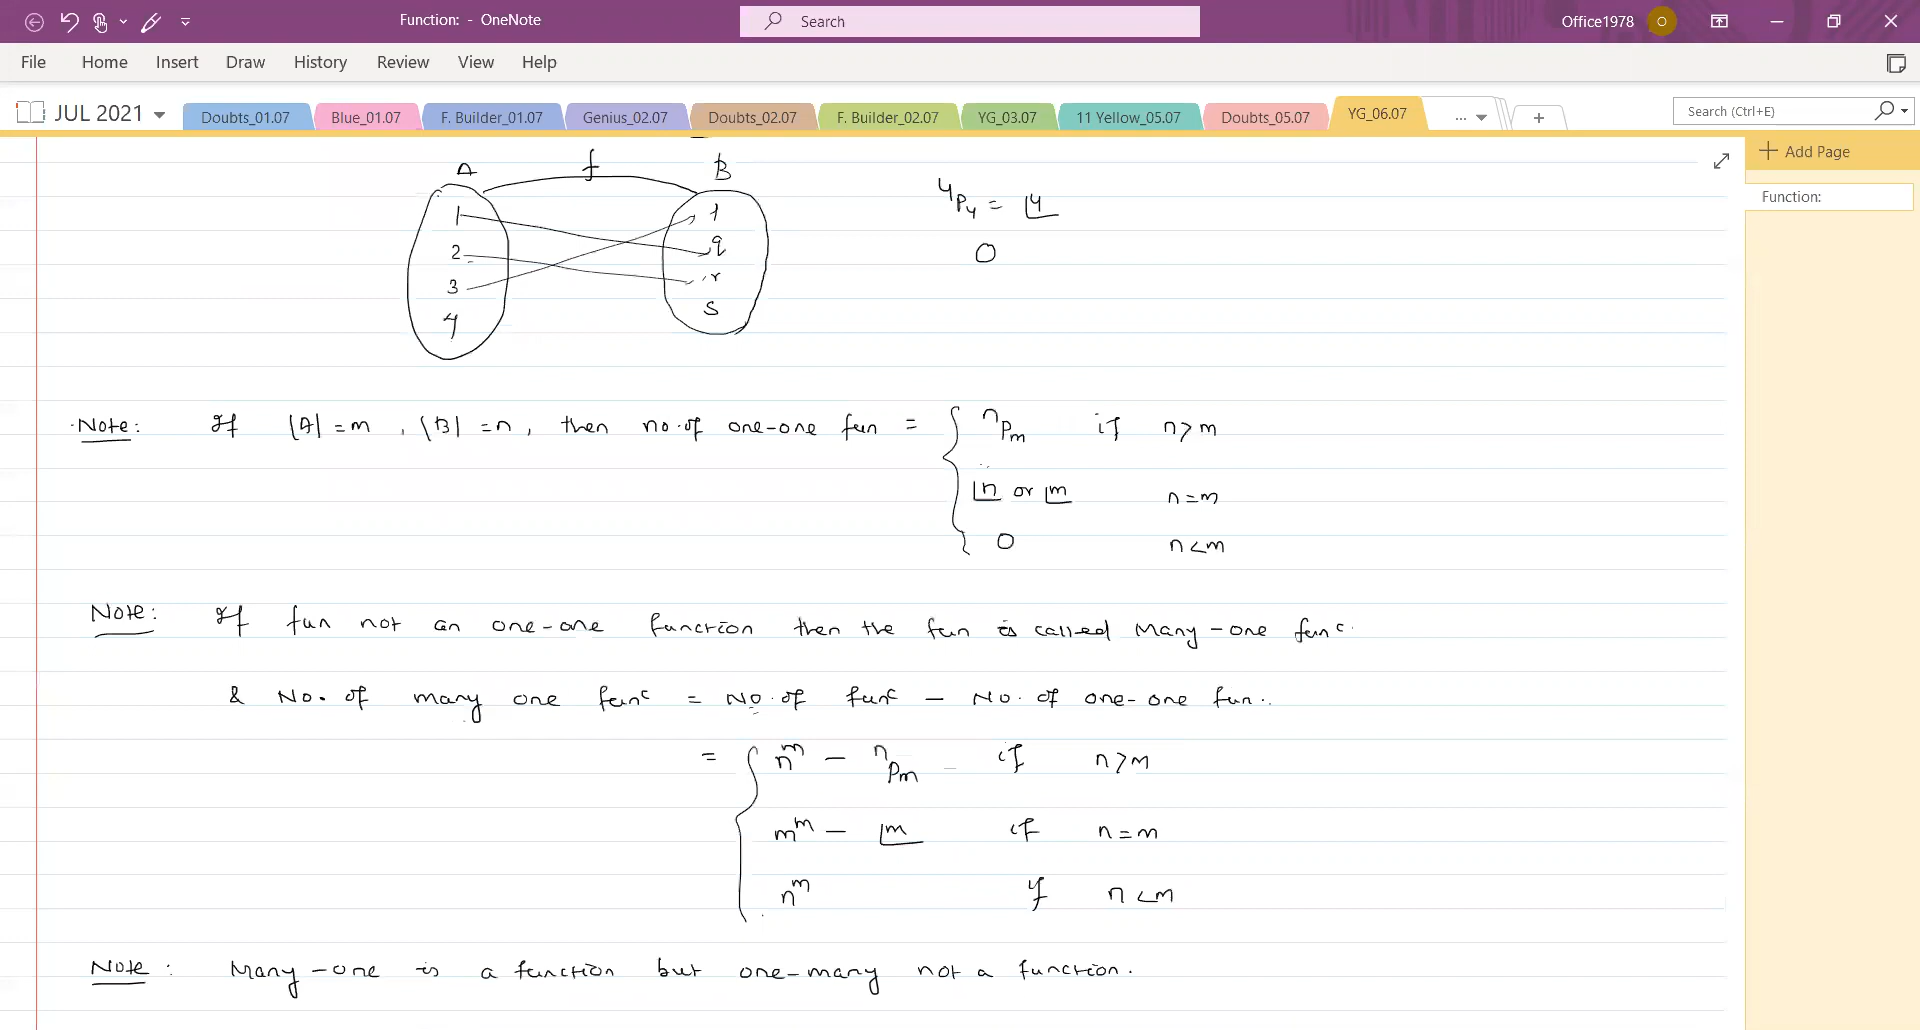 Function: - OneNote
Search
Office1978
O
File Home Insert Draw History Review View Help
JUL 2021
Doubts_01.07
Blue_01.07
F. Builder_01.07
Genius_02.07
Doubts_02.07
F. Builder_02.07
YG_03.07
11 Yellow_05.07
Doubts_05.07
YG_06.07
...
Search (Ctrl+E)
Add Page
Function:
A f B
1
2
3
4
q
r
s
⁴P₄ = ⌊4
0
Note: If |A| = m , |B| = n , then no. of one-one fun = { ⁿPₘ if n > m
⌊n or ⌊m n = m
0 n < m
Note: If fun not an one-one function then the fun is called Many-one func.
& No. of many one func = No. of func − No. of one-one fun.
= { nᵐ − ⁿPₘ if n > m
mᵐ − ⌊m if n = m
nᵐ if n < m
Note: Many-one is a function but one-many not a function.